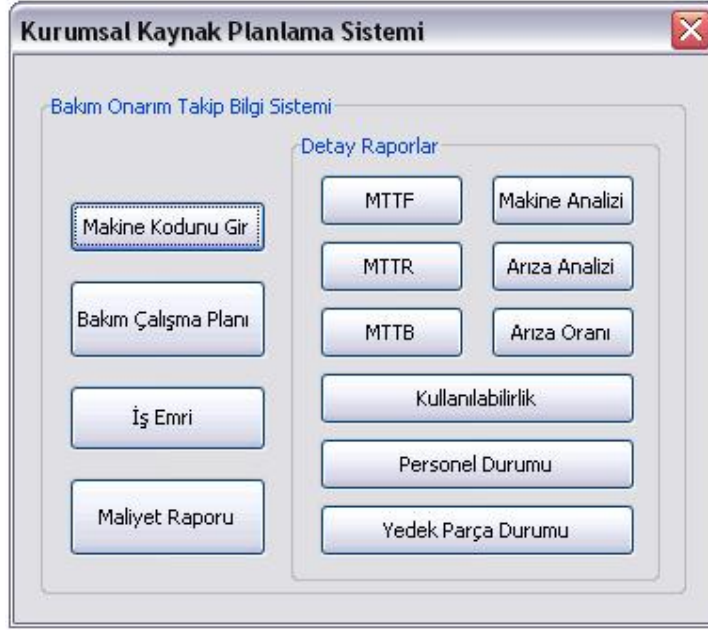 Kurumsal Kaynak Planlama Sistemi
Bakım Onarım Takip Bilgi Sistemi
Makine Kodunu Gir
Bakım Çalışma Planı
İş Emri
Maliyet Raporu
Detay Raporlar
MTTF
Makine Analizi
MTTR
Arıza Analizi
MTTB
Arıza Oranı
Kullanılabilirlik
Personel Durumu
Yedek Parça Durumu